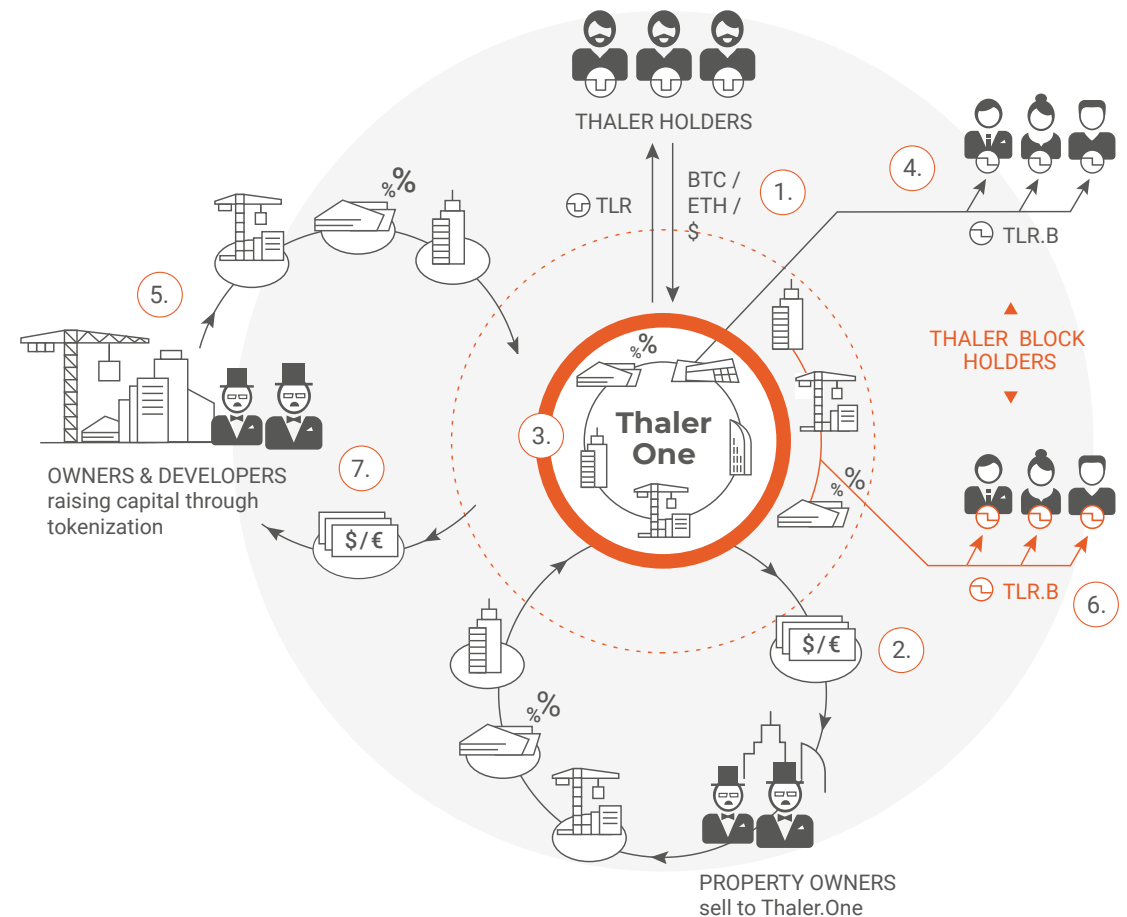 THALER HOLDERS
TLR
BTC /
ETH /
$
1.
4.
TLR.B
%%
5.
THALER BLOCK
HOLDERS
%%
Thaler
One
3.
OWNERS & DEVELOPERS
raising capital through
tokenization
7.
$/€
%%
TLR.B
6.
$/€
2.
%%
PROPERTY OWNERS
sell to Thaler.One